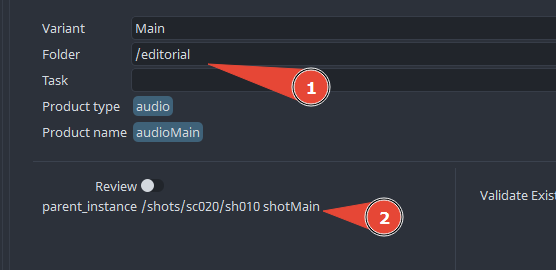 Variant Main
Folder /editorial
1
Task
Product type audio
Product name audioMain
Review
parent_instance /shots/sc020/sh010 shotMain
2
Validate Exist